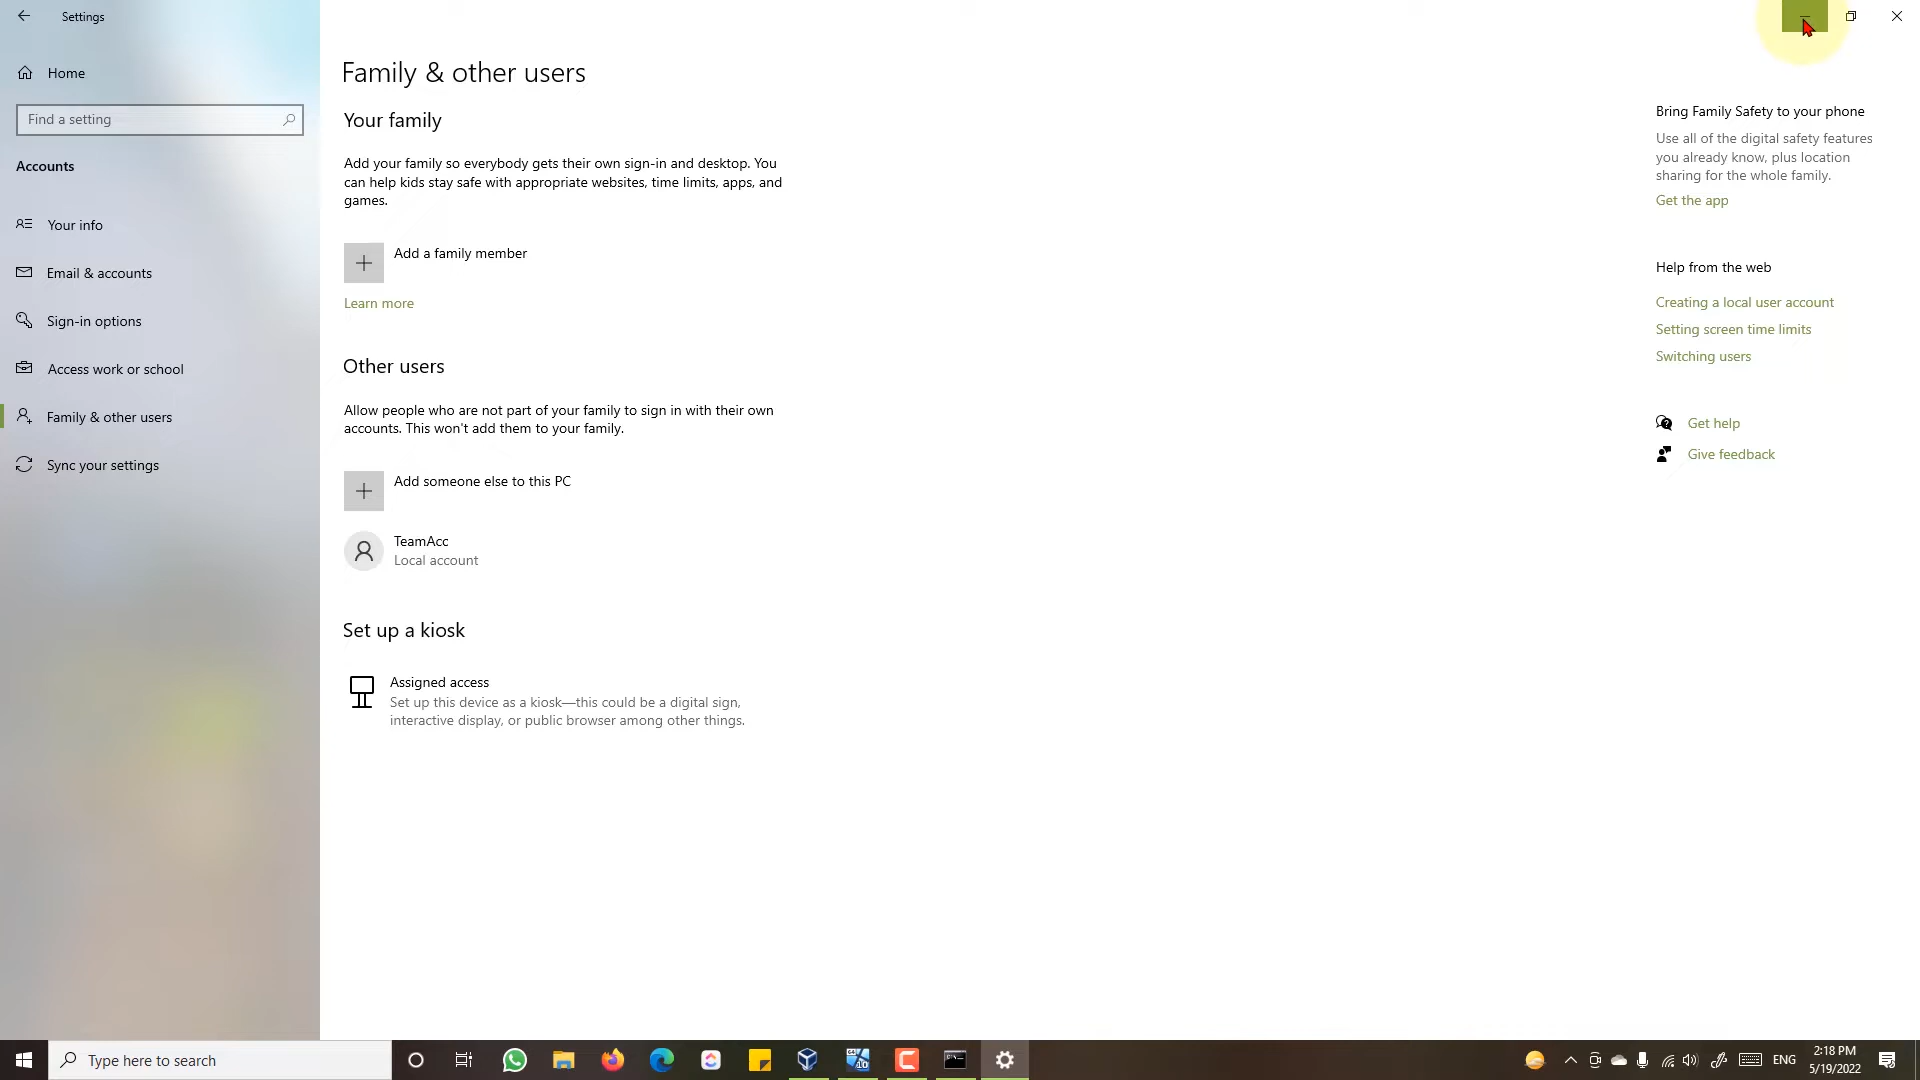 Settings
Home
Find a setting
Accounts
Your info
Email & accounts
Sign-in options
Access work or school
Family & other users
Sync your settings
Family & other users
Your family
Add your family so everybody gets their own sign-in and desktop. You
can help kids stay safe with appropriate websites, time limits, apps, and
games.
Add a family member
Learn more
Other users
Allow people who are not part of your family to sign in with their own
accounts. This won't add them to your family.
Add someone else to this PC
TeamAcc
Local account
Set up a kiosk
Assigned access
Set up this device as a kiosk—this could be a digital sign,
interactive display, or public browser among other things.
Bring Family Safety to your phone
Use all of the digital safety features
you already know, plus location
sharing for the whole family.
Get the app
Help from the web
Creating a local user account
Setting screen time limits
Switching users
Get help
Give feedback
Type here to search
ENG
2:18 PM
5/19/2022